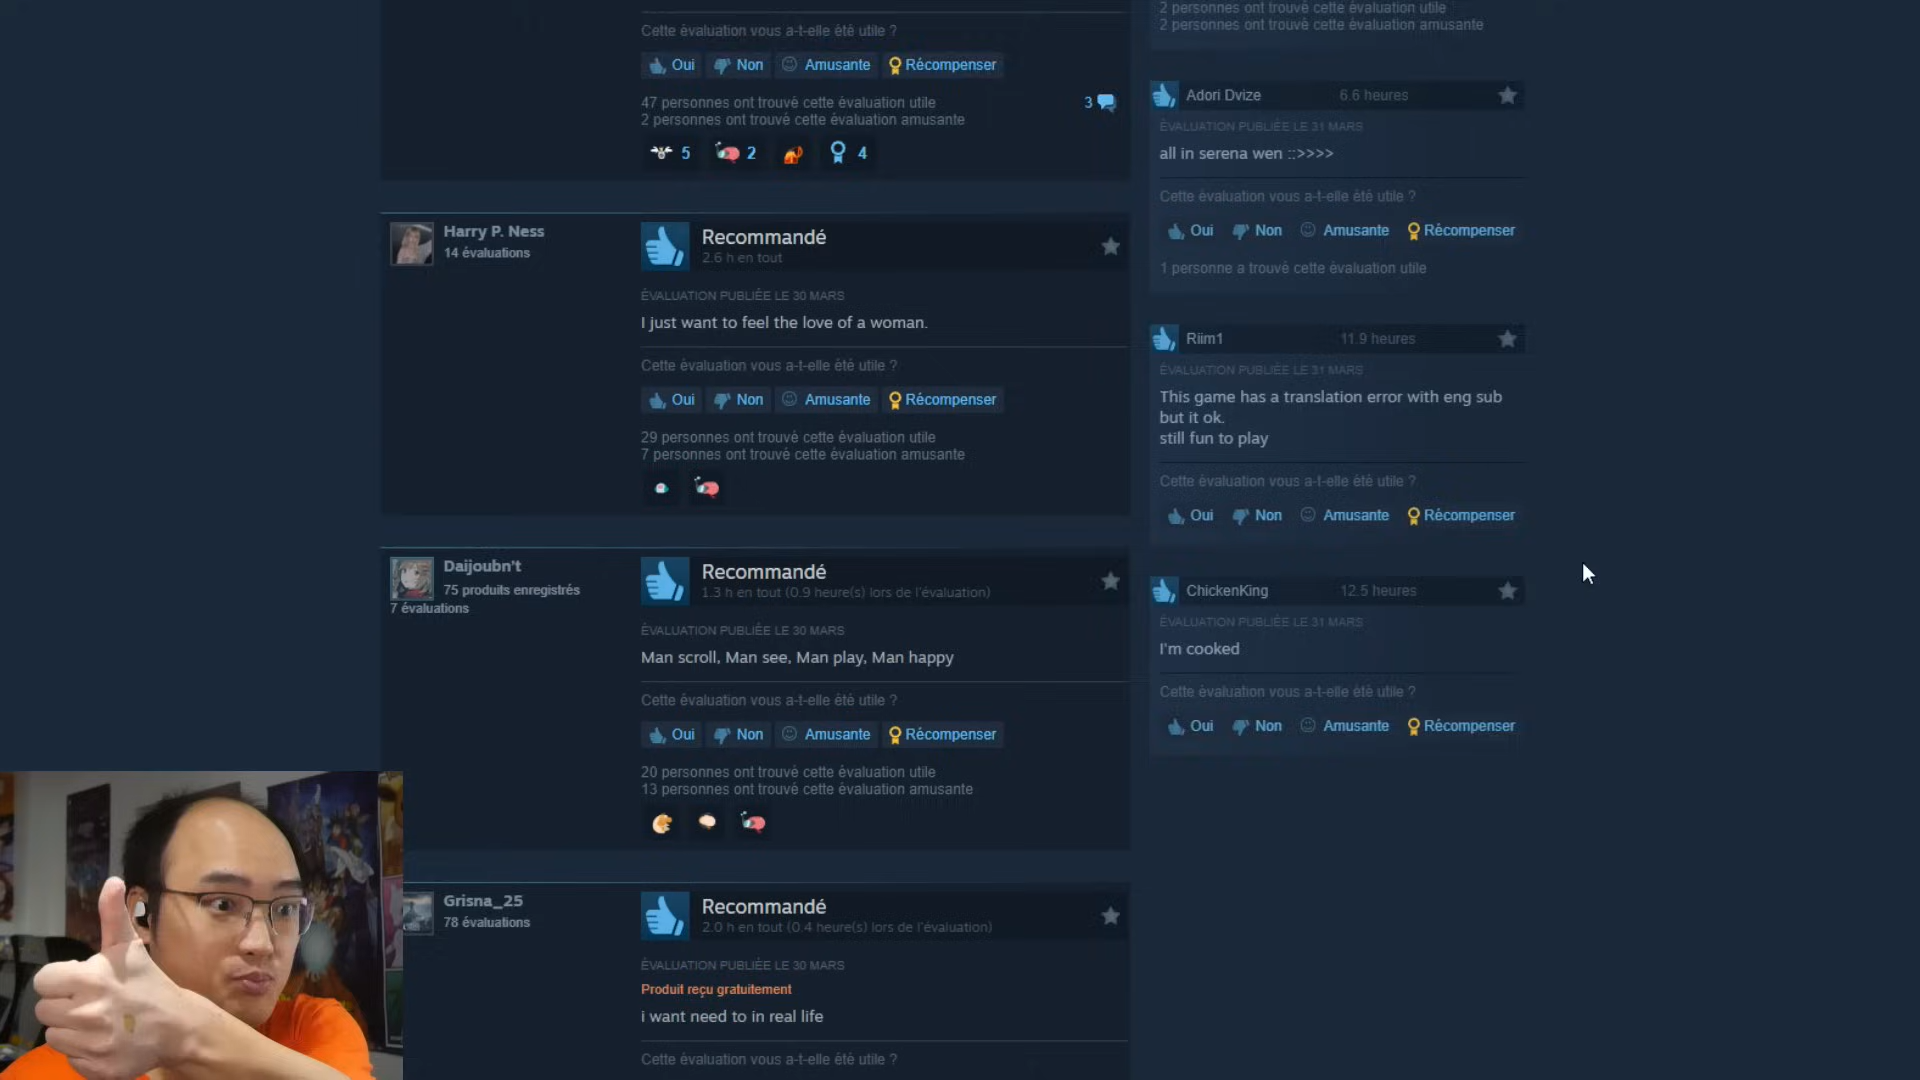 Cette évaluation vous a-t-elle été utile ?
Oui Non Amusante Récompenser
47 personnes ont trouvé cette évaluation utile
2 personnes ont trouvé cette évaluation amusante
3
5 2 4
Harry P. Ness
14 évaluations
Recommandé
2.6 h en tout
ÉVALUATION PUBLIÉE LE 30 MARS
I just want to feel the love of a woman.
Cette évaluation vous a-t-elle été utile ?
Oui Non Amusante Récompenser
29 personnes ont trouvé cette évaluation utile
7 personnes ont trouvé cette évaluation amusante
Daijoubn't
75 produits enregistrés
7 évaluations
Recommandé
1.3 h en tout (0.9 heure(s) lors de l'évaluation)
ÉVALUATION PUBLIÉE LE 30 MARS
Man scroll, Man see, Man play, Man happy
Cette évaluation vous a-t-elle été utile ?
Oui Non Amusante Récompenser
20 personnes ont trouvé cette évaluation utile
13 personnes ont trouvé cette évaluation amusante
Grisna_25
78 évaluations
Recommandé
2.0 h en tout (0.4 heure(s) lors de l'évaluation)
ÉVALUATION PUBLIÉE LE 30 MARS
Produit reçu gratuitement
i want need to in real life
Cette évaluation vous a-t-elle été utile ?
2 personnes ont trouvé cette évaluation utile
2 personnes ont trouvé cette évaluation amusante
Adori Dvize 6.6 heures
ÉVALUATION PUBLIÉE LE 31 MARS
all in serena wen ::>>>>
Cette évaluation vous a-t-elle été utile ?
Oui Non Amusante Récompenser
1 personne a trouvé cette évaluation utile
Riim1 11.9 heures
ÉVALUATION PUBLIÉE LE 31 MARS
This game has a translation error with eng sub
but it ok.
still fun to play
Cette évaluation vous a-t-elle été utile ?
Oui Non Amusante Récompenser
ChickenKing 12.5 heures
ÉVALUATION PUBLIÉE LE 31 MARS
I'm cooked
Cette évaluation vous a-t-elle été utile ?
Oui Non Amusante Récompenser